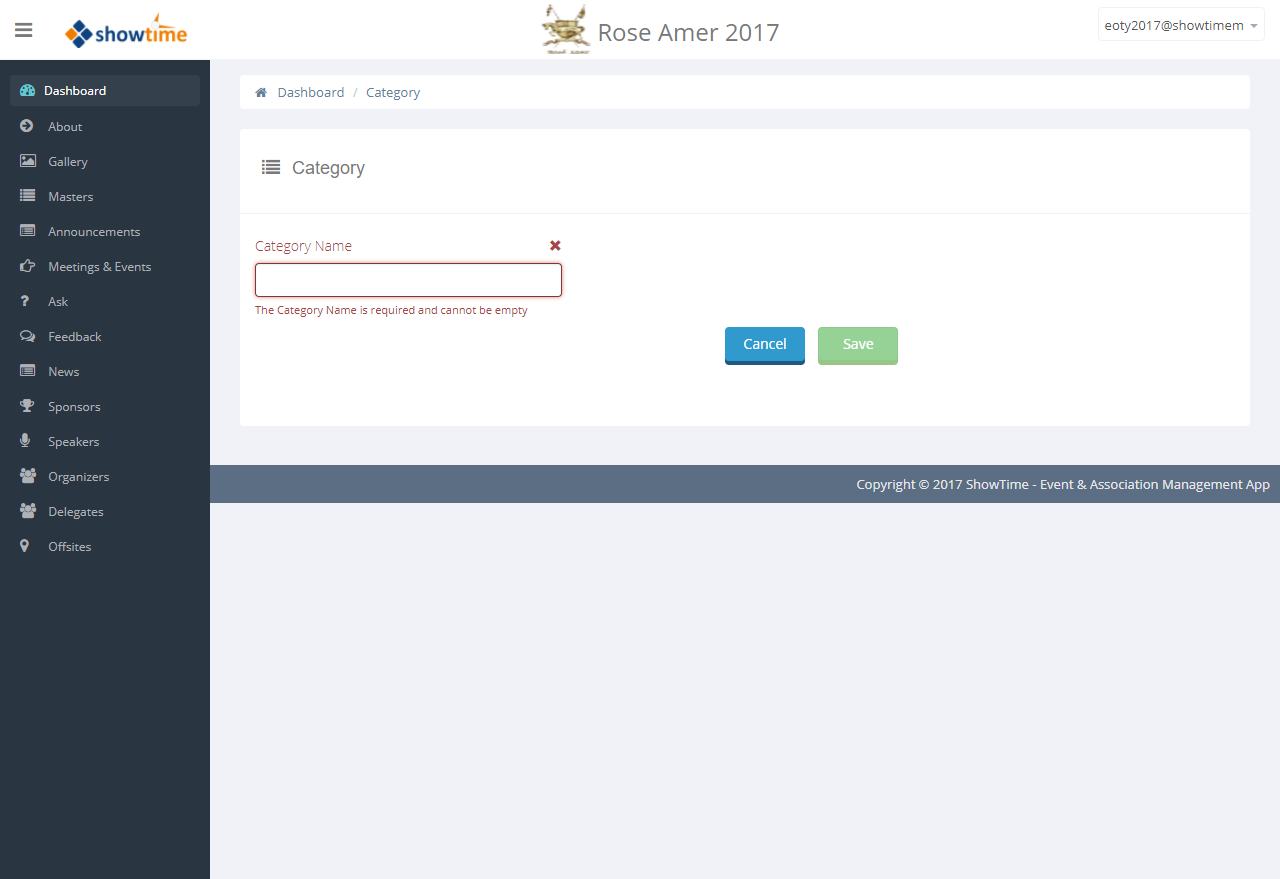 showtime
Rose Amer 2017
eoty2017@showtimem
Dashboard
About
Gallery
Masters
Announcements
Meetings & Events
? Ask
Feedback
News
Sponsors
Speakers
Organizers
Delegates
Offsites
Dashboard / Category
Category
Category Name
The Category Name is required and cannot be empty
Cancel
Save
Copyright © 2017 ShowTime - Event & Association Management App